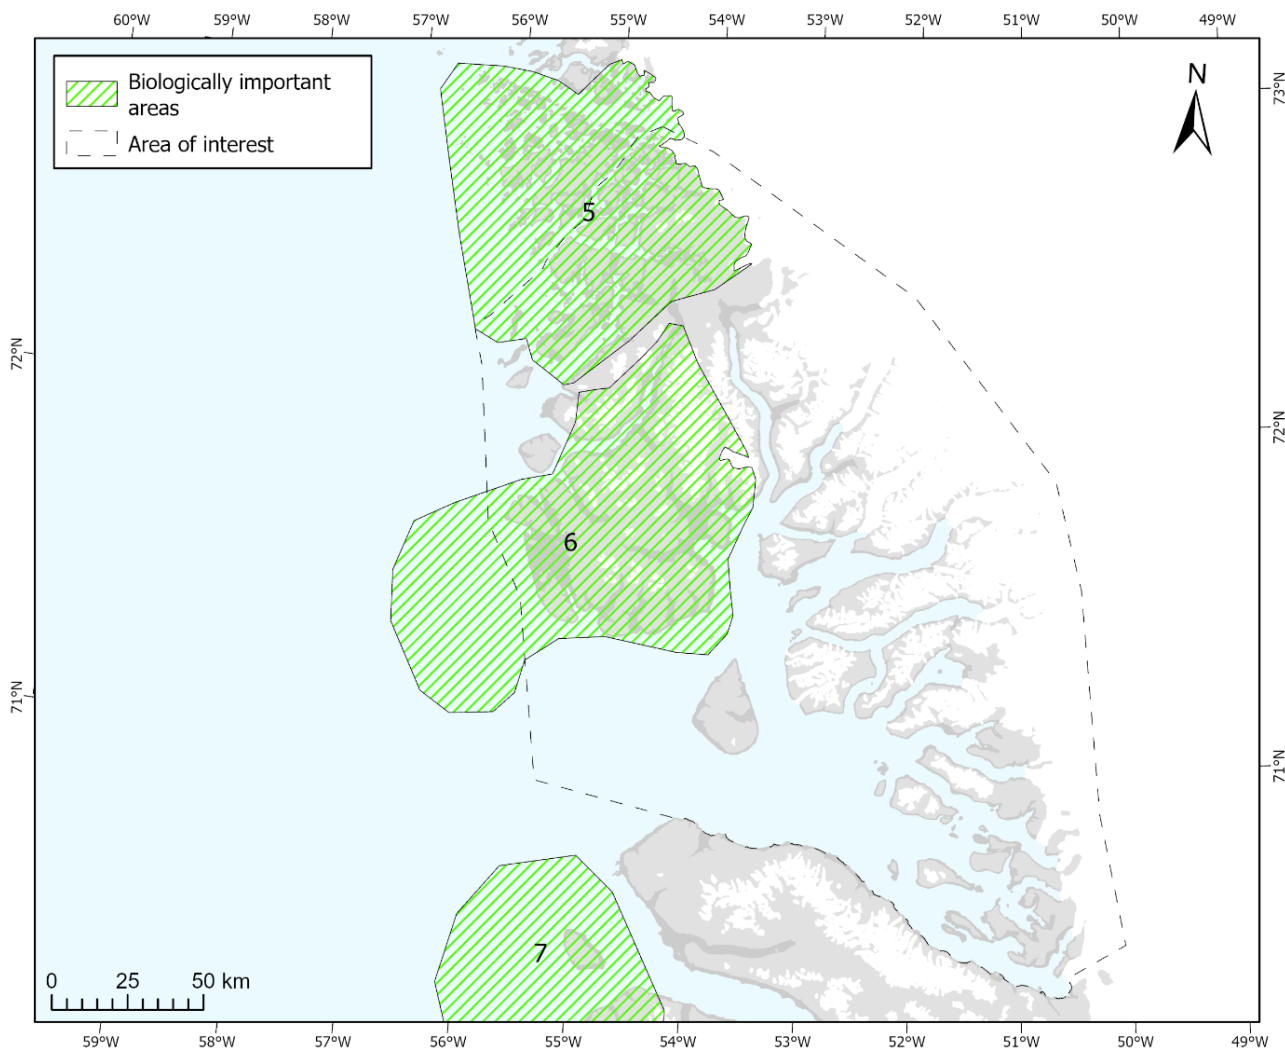 60°W 59°W 58°W 57°W 56°W 55°W 54°W 53°W 52°W 51°W 50°W 49°W
Biologically important
areas
Area of interest
N
73°N
5
72°N
72°N
6
71°N
71°N
7
0 25 50 km
59°W 58°W 57°W 56°W 55°W 54°W 53°W 52°W 51°W 50°W 49°W